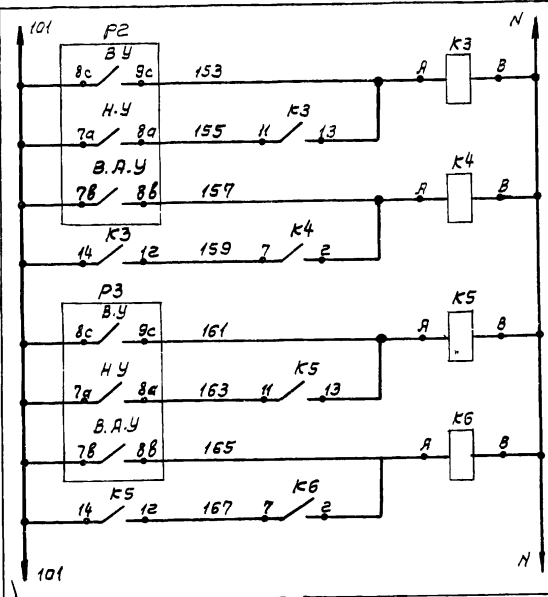 101 N
P2
В У К3
8с 9с 153 Я В
Н.У К3
7а 8а 155 11 13
В.А.У К4
7в 8в 157 Я В
К3 К4
14 12 159 7 2
P3
В.У К5
8с 9с 161 Я В
Н У К5
7а 8а 163 11 13
В.А.У К6
7в 8в 165 Я В
К5 К6
14 12 167 7 2
101 N